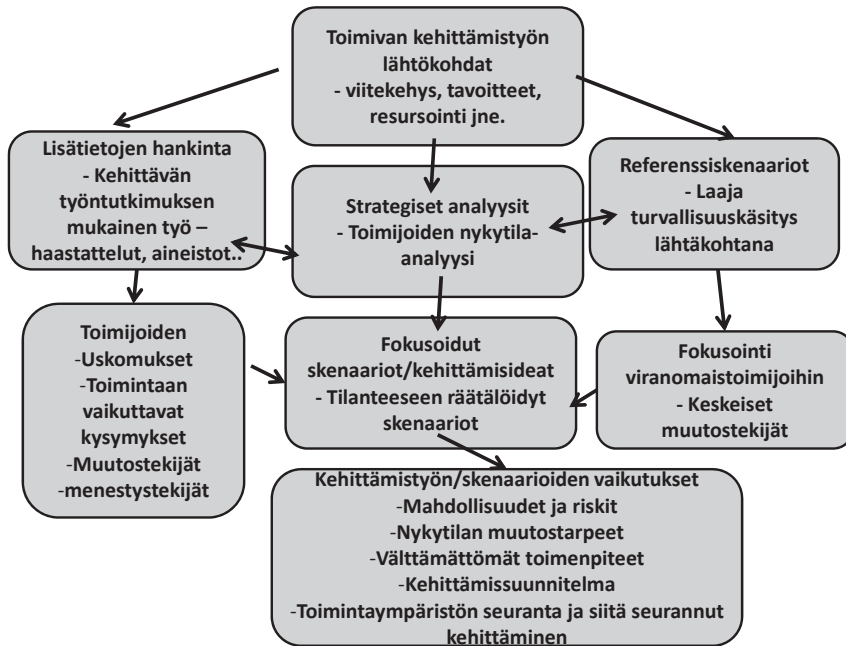 Toimivan kehittämistyön
lähtökohdat
- viitekehys, tavoitteet,
resursointi jne.
Lisätietojen hankinta
- Kehittävän
työntutkimuksen
mukainen työ –
haastattelut, aineistot..
Strategiset analyysit
- Toimijoiden nykytila-
analyysi
Referenssiskenaariot
- Laaja
turvallisuuskäsitys
lähtäkohtana
Toimijoiden
-Uskomukset
-Toimintaan
vaikuttavat
kysymykset
-Muutostekijät
-menestystekijät
Fokusoidut
skenaariot/kehittämisideat
- Tilanteeseen räätälöidyt
skenaariot
Fokusointi
viranomaistoimijoihin
- Keskeiset
muutostekijät
Kehittämistyön/skenaarioiden vaikutukset
-Mahdollisuudet ja riskit
-Nykytilan muutostarpeet
-Välttämättömät toimenpiteet
-Kehittämissuunnitelma
-Toimintaympäristön seuranta ja siitä seurannut
kehittäminen